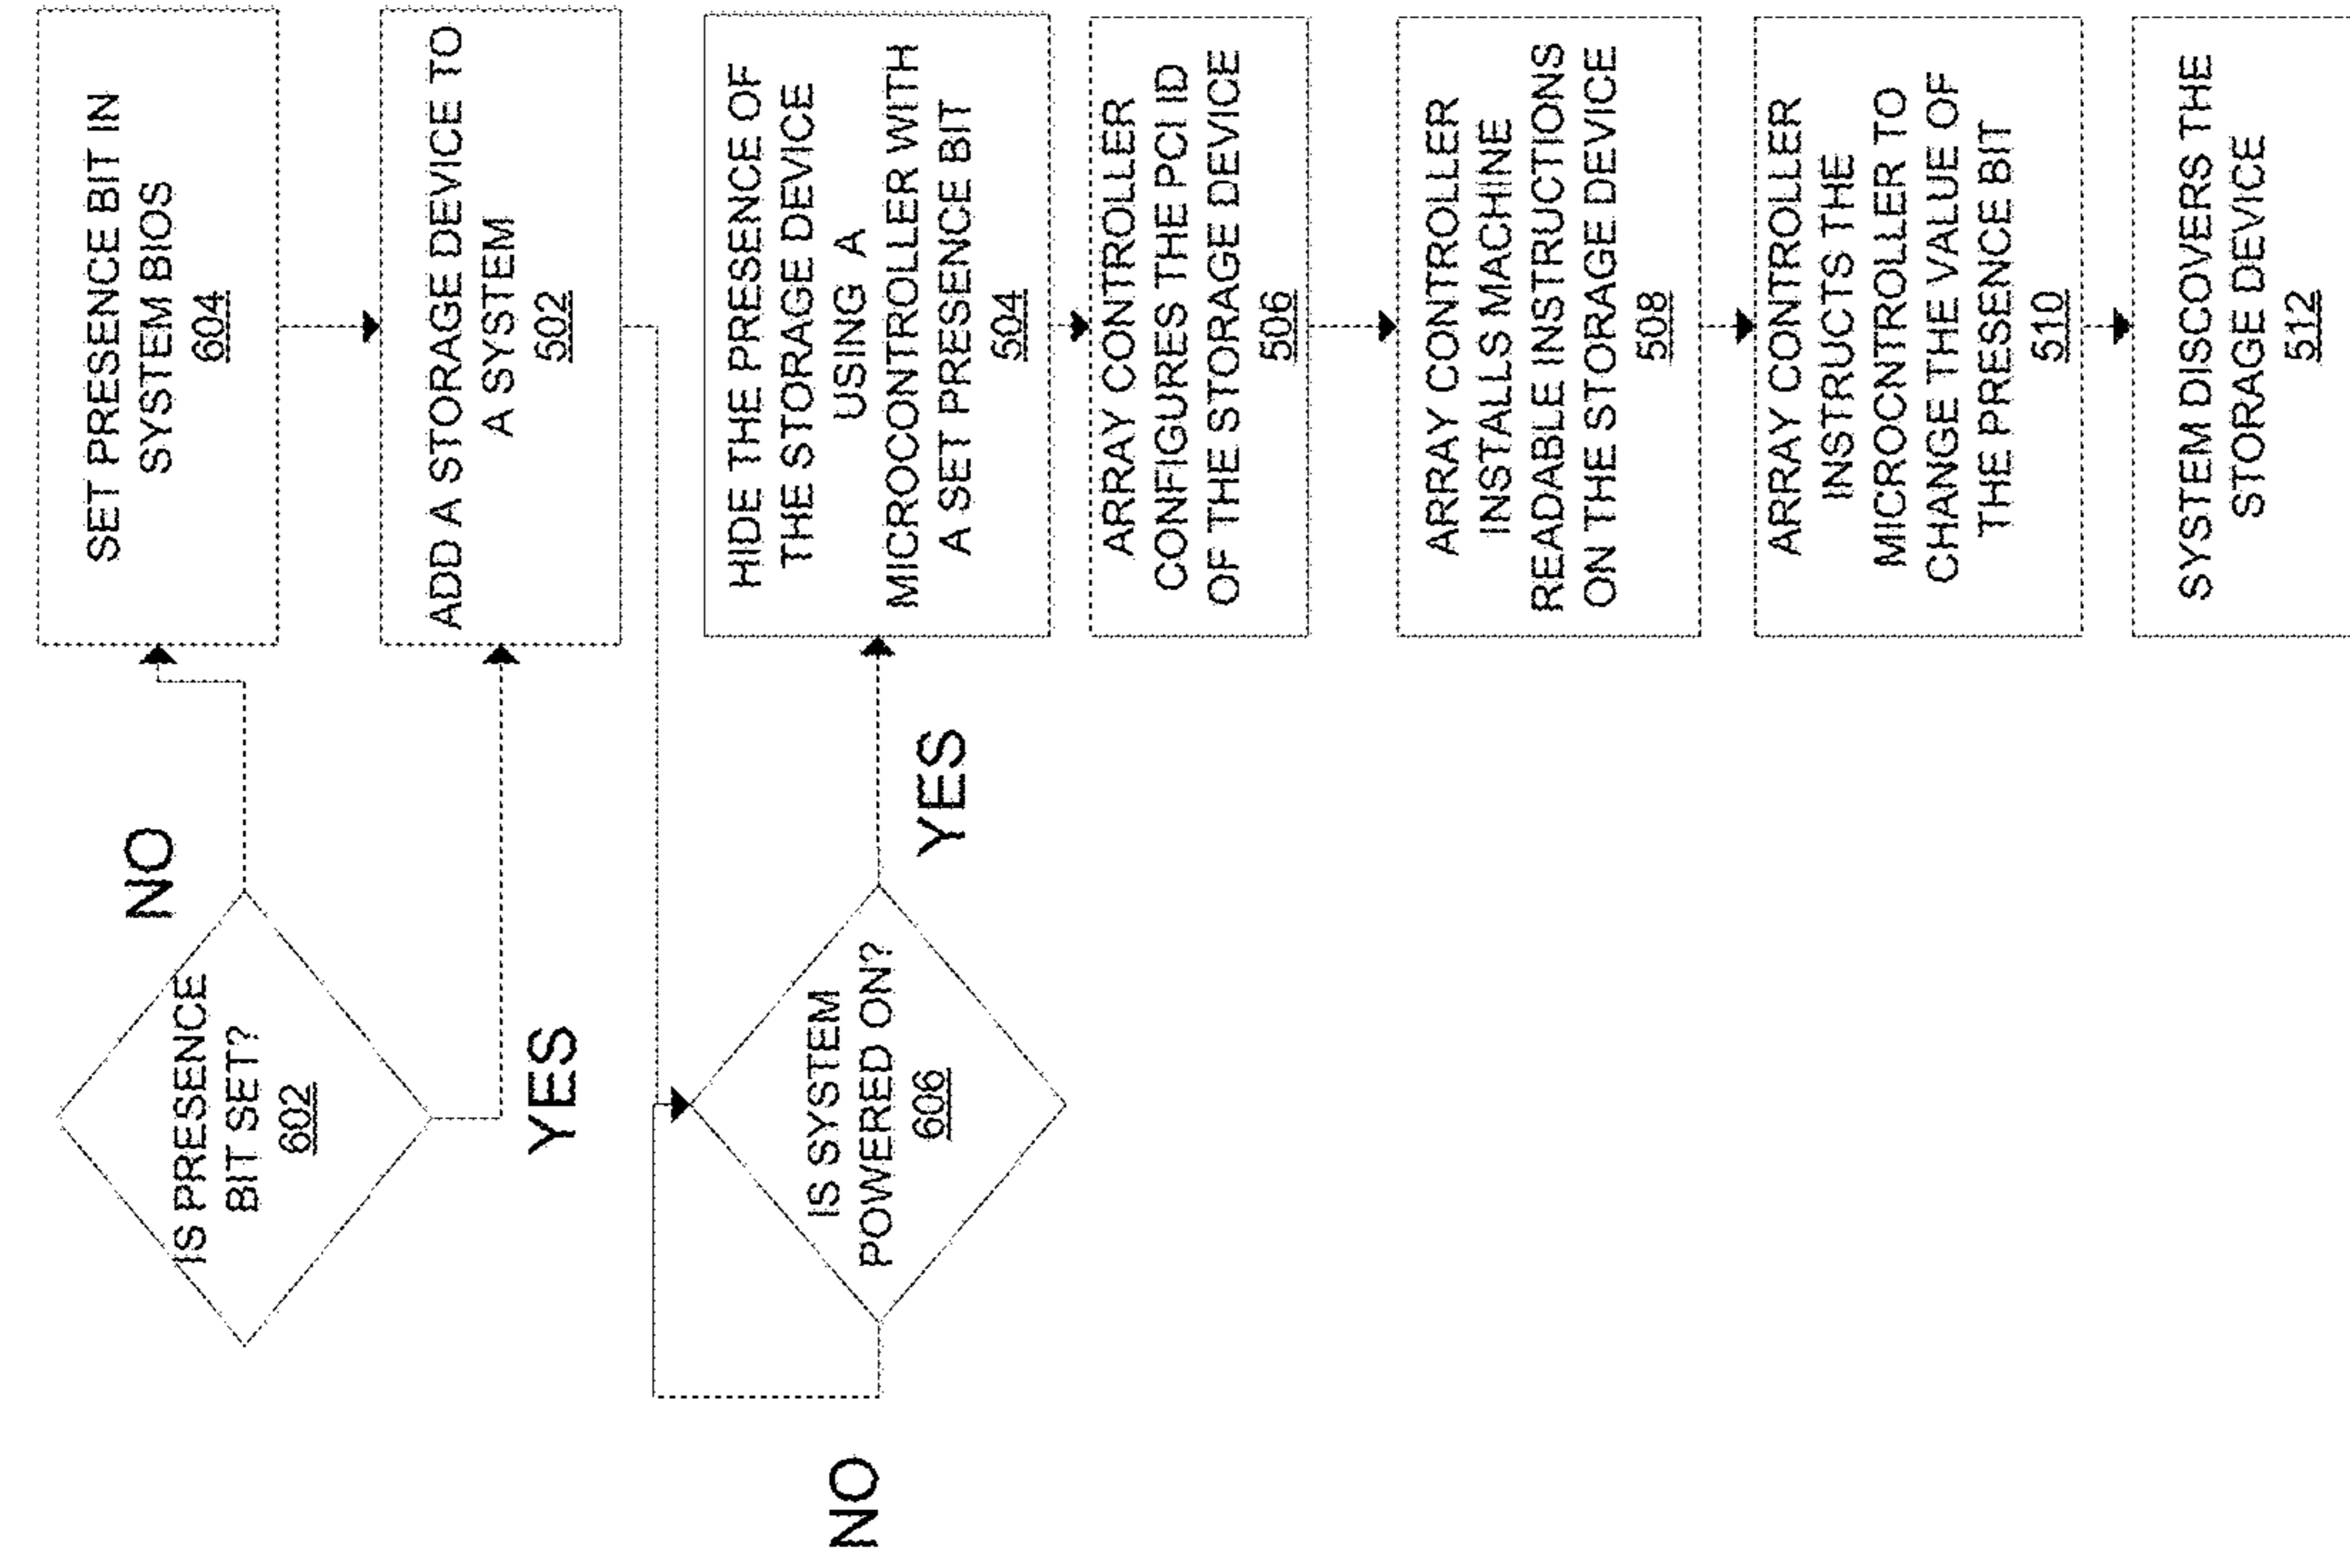 IS PRESENCE
BIT SET?
602
NO
YES
SET PRESENCE BIT IN
SYSTEM BIOS
604
ADD A STORAGE DEVICE TO
A SYSTEM
502
IS SYSTEM
POWERED ON?
606
NO
YES
HIDE THE PRESENCE OF
THE STORAGE DEVICE
USING A
MICROCONTROLLER WITH
A SET PRESENCE BIT
504
ARRAY CONTROLLER
CONFIGURES THE PCI ID
OF THE STORAGE DEVICE
506
ARRAY CONTROLLER
INSTALLS MACHINE
READABLE INSTRUCTIONS
ON THE STORAGE DEVICE
508
ARRAY CONTROLLER
INSTRUCTS THE
MICROCNTROLLER TO
CHANGE THE VALUE OF
THE PRESENCE BIT
510
SYSTEM DISCOVERS THE
STORAGE DEVICE
512